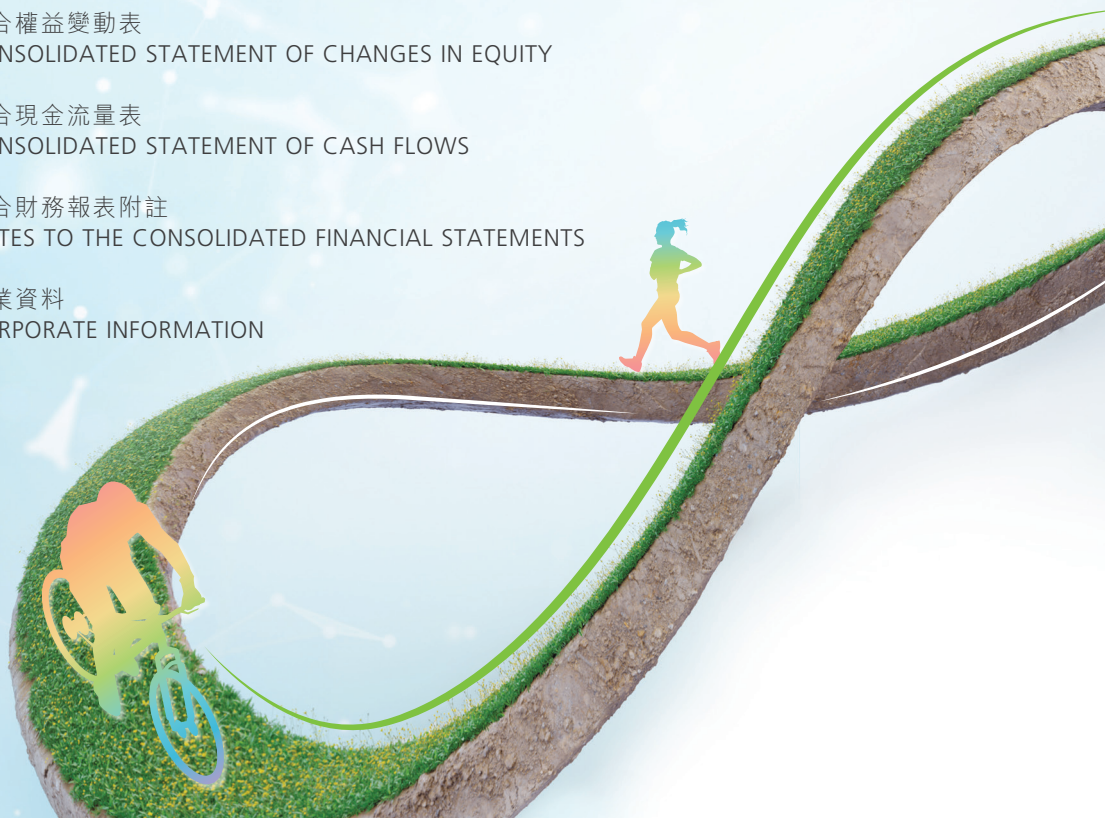 合權益變動表
NSOLIDATED STATEMENT OF CHANGES IN EQUITY
合現金流量表
NSOLIDATED STATEMENT OF CASH FLOWS
合財務報表附註
TES TO THE CONSOLIDATED FINANCIAL STATEMENTS
業資料
RPORATE INFORMATION